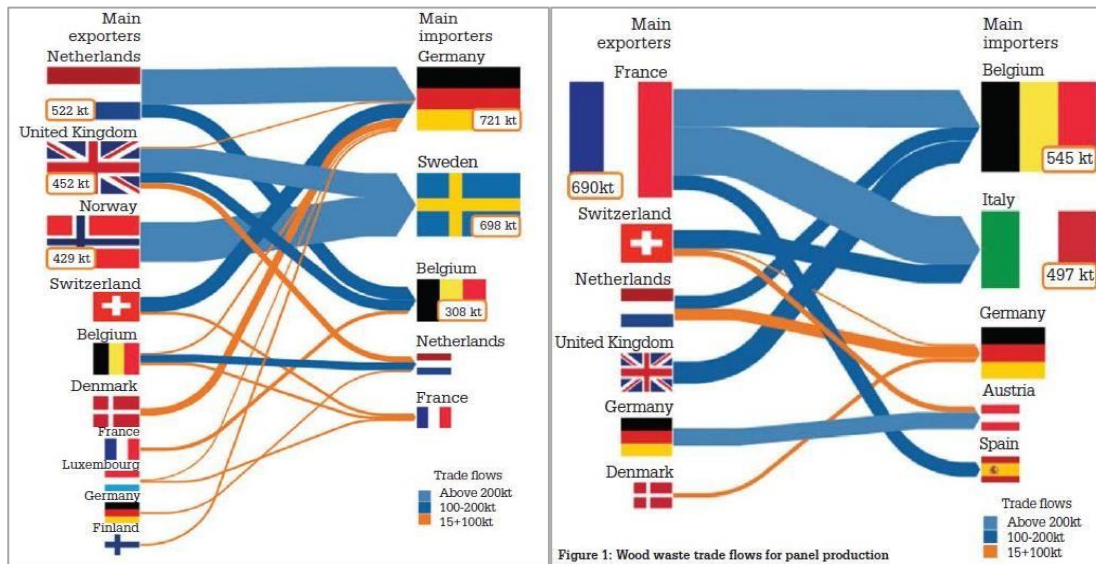 Main
exporters
Netherlands
522 kt
United Kingdom
452 kt
Norway
429 kt
Switzerland
Belgium
Denmark
France
Luxembourg
Germany
Finland
Main
importers
Germany
721 kt
Sweden
698 kt
Belgium
308 kt
Netherlands
France
Trade flows
Above 200kt
100-200kt
15+100kt
Main
exporters
France
690kt
Switzerland
Netherlands
United Kingdom
Germany
Denmark
Main
importers
Belgium
545 kt
Italy
497 kt
Germany
Austria
Spain
Trade flows
Above 200kt
100-200kt
15+100kt
Figure 1: Wood waste trade flows for panel production